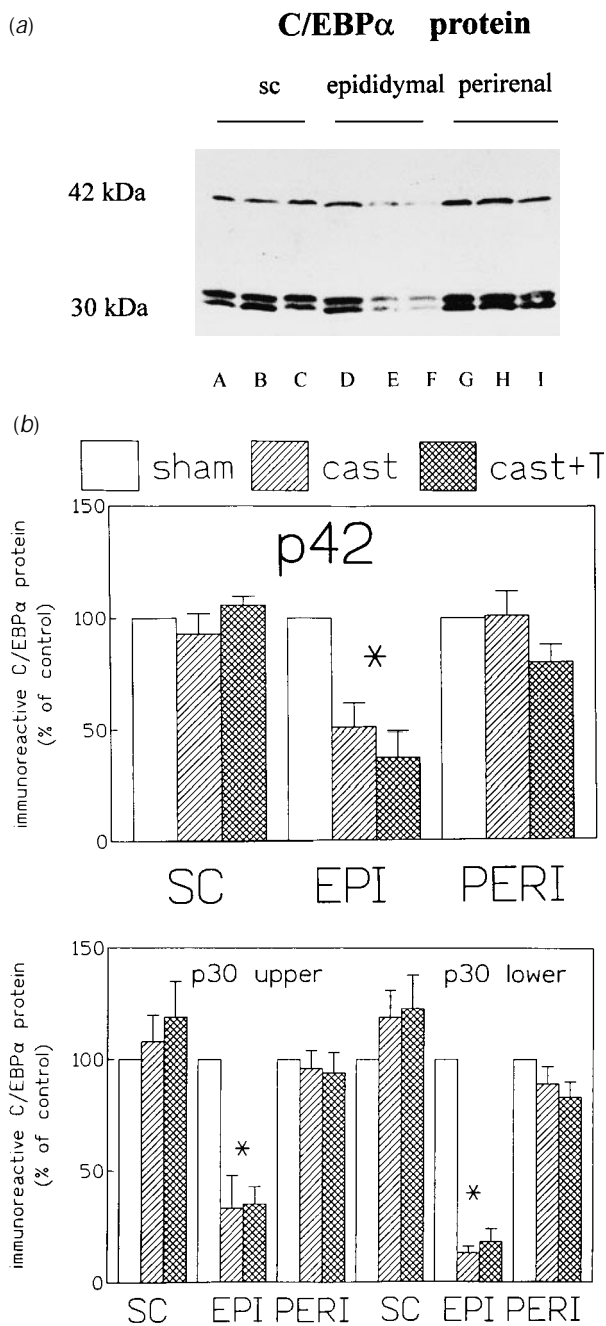 (a)
C/EBPα protein
sc epididymal perirenal
42 kDa
30 kDa
A B C D E F G H I
(b)
sham cast cast+T
immunoreactive C/EBPα protein
(% of control)
150
100
50
0
p42
*
SC EPI PERI
immunoreactive C/EBPα protein
(% of control)
150
100
50
0
p30 upper p30 lower
* *
SC EPI PERI SC EPI PERI